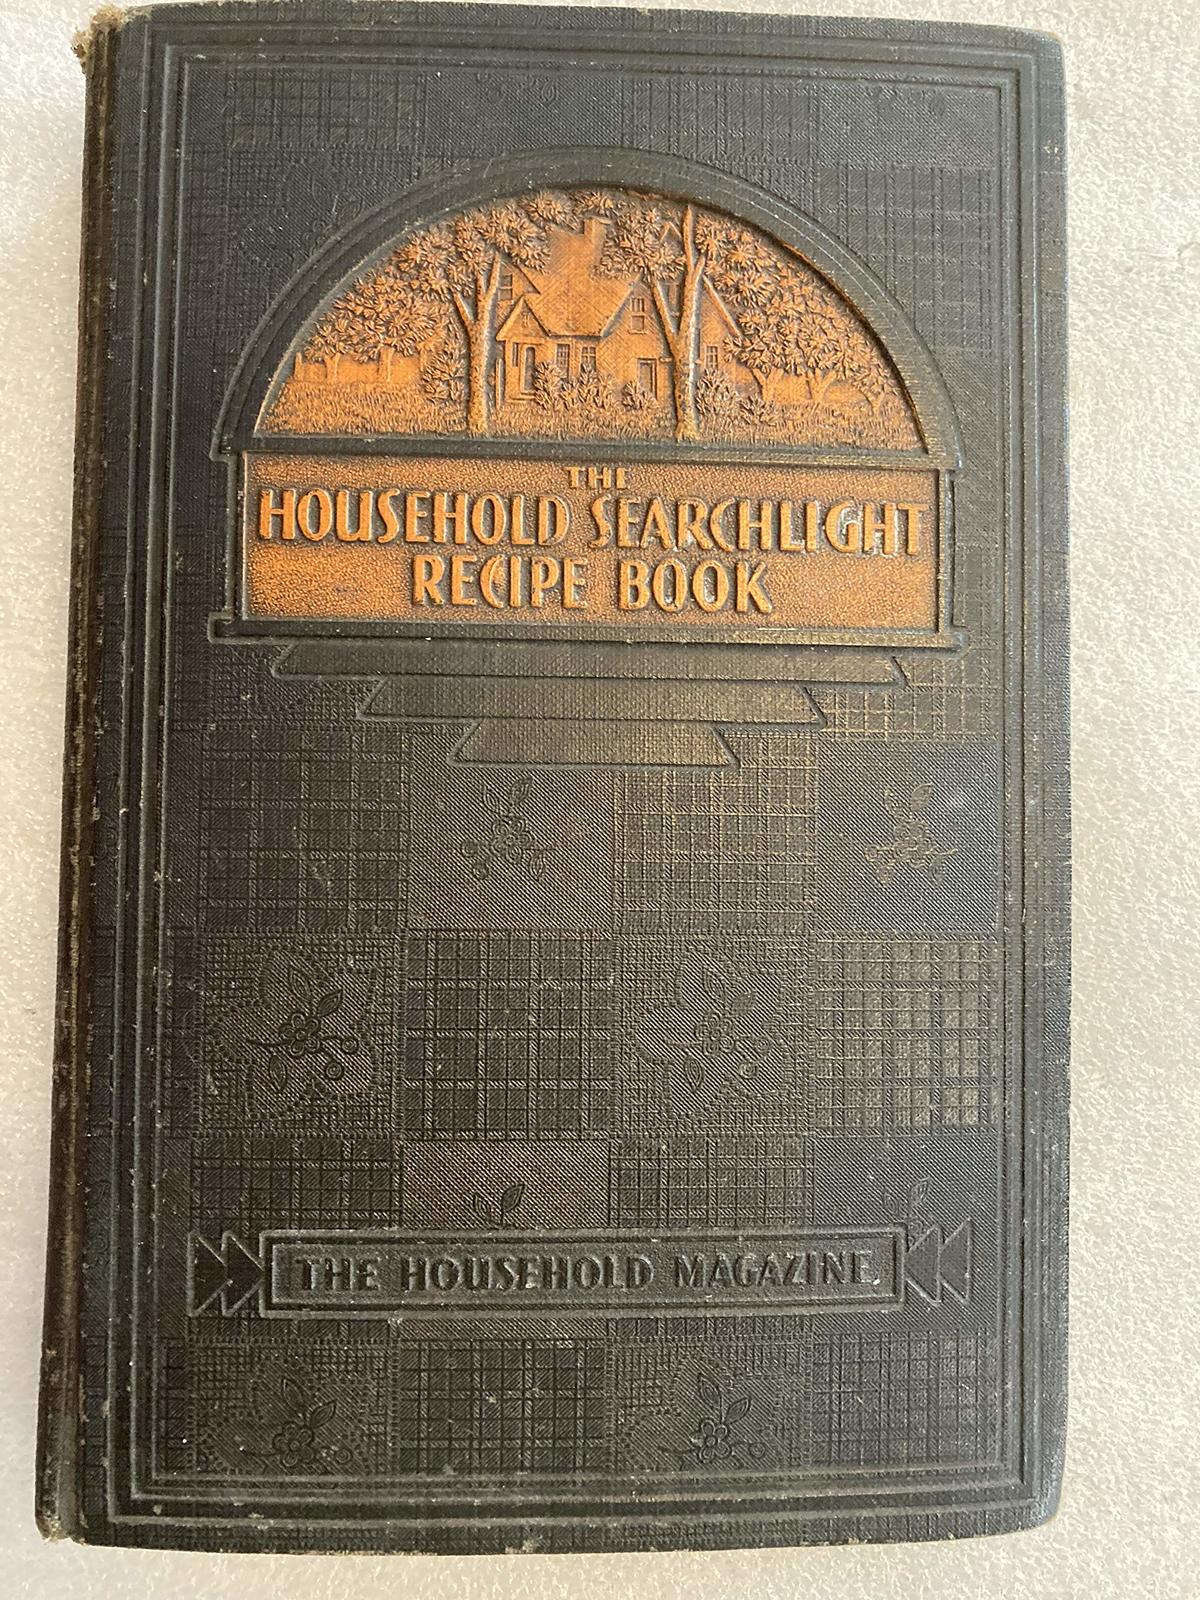 THE
HOUSEHOLD SEARCHLIGHT
RECIPE BOOK
THE HOUSEHOLD MAGAZINE